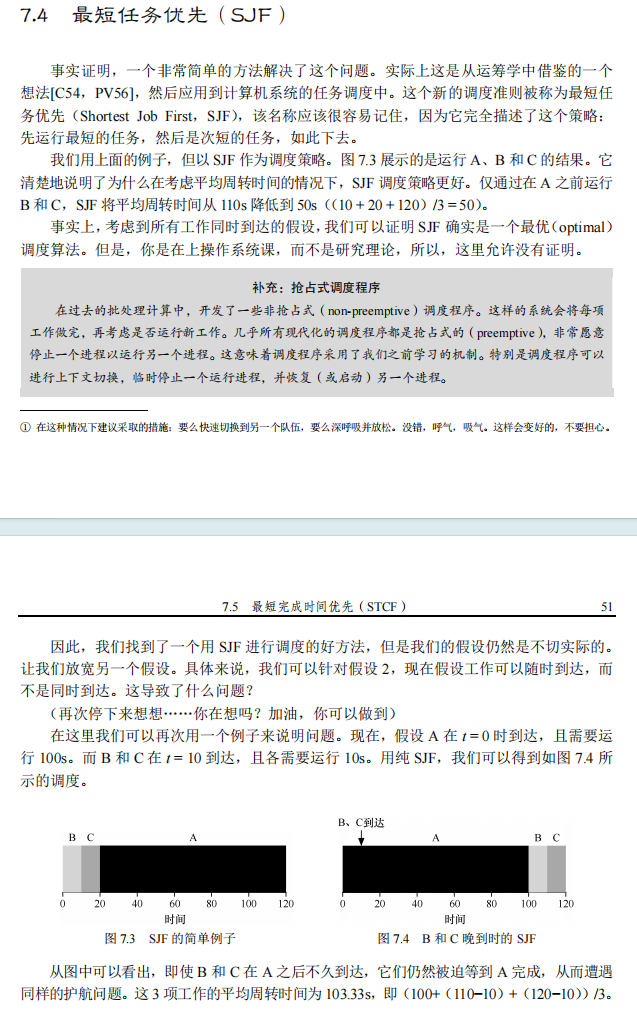 7.4 最短任务优先（SJF）
事实证明，一个非常简单的方法解决了这个问题。实际上这是从运筹学中借鉴的一个
想法[C54，PV56]，然后应用到计算机系统的任务调度中。这个新的调度准则被称为最短任
务优先（Shortest Job First，SJF），该名称应该很容易记住，因为它完全描述了这个策略：
先运行最短的任务，然后是次短的任务，如此下去。
我们用上面的例子，但以 SJF 作为调度策略。图 7.3 展示的是运行 A、B 和 C 的结果。它
清楚地说明了为什么在考虑平均周转时间的情况下，SJF 调度策略更好。仅通过在 A 之前运行
B 和 C，SJF 将平均周转时间从 110s 降低到 50s（（10 + 20 + 120）/3 = 50）。
事实上，考虑到所有工作同时到达的假设，我们可以证明 SJF 确实是一个最优（optimal）
调度算法。但是，你是在上操作系统课，而不是研究理论，所以，这里允许没有证明。
补充：抢占式调度程序
在过去的批处理计算中，开发了一些非抢占式（non-preemptive）调度程序。这样的系统会将每项
工作做完，再考虑是否运行新工作。几乎所有现代化的调度程序都是抢占式的（preemptive），非常愿意
停止一个进程以运行另一个进程。这意味着调度程序采用了我们之前学习的机制。特别是调度程序可以
进行上下文切换，临时停止一个运行进程，并恢复（或启动）另一个进程。
① 在这种情况下建议采取的措施：要么快速切换到另一个队伍，要么深呼吸并放松。没错，呼气，吸气。这样会变好的，不要担心。
7.5 最短完成时间优先（STCF） 51
因此，我们找到了一个用 SJF 进行调度的好方法，但是我们的假设仍然是不切实际的。
让我们放宽另一个假设。具体来说，我们可以针对假设 2，现在假设工作可以随时到达，而
不是同时到达。这导致了什么问题？
（再次停下来想想……你在想吗？加油，你可以做到）
在这里我们可以再次用一个例子来说明问题。现在，假设 A 在 t = 0 时到达，且需要运
行 100s。而 B 和 C 在 t = 10 到达，且各需要运行 10s。用纯 SJF，我们可以得到如图 7.4 所
示的调度。
B C A
0 20 40 60 80 100 120
时间
图 7.3 SJF 的简单例子
B、C到达
A B C
0 20 40 60 80 100 120
时间
图 7.4 B 和 C 晚到时的 SJF
从图中可以看出，即使 B 和 C 在 A 之后不久到达，它们仍然被迫等到 A 完成，从而遭遇
同样的护航问题。这 3 项工作的平均周转时间为 103.33s，即（100+（110−10）+（120−10））/3。